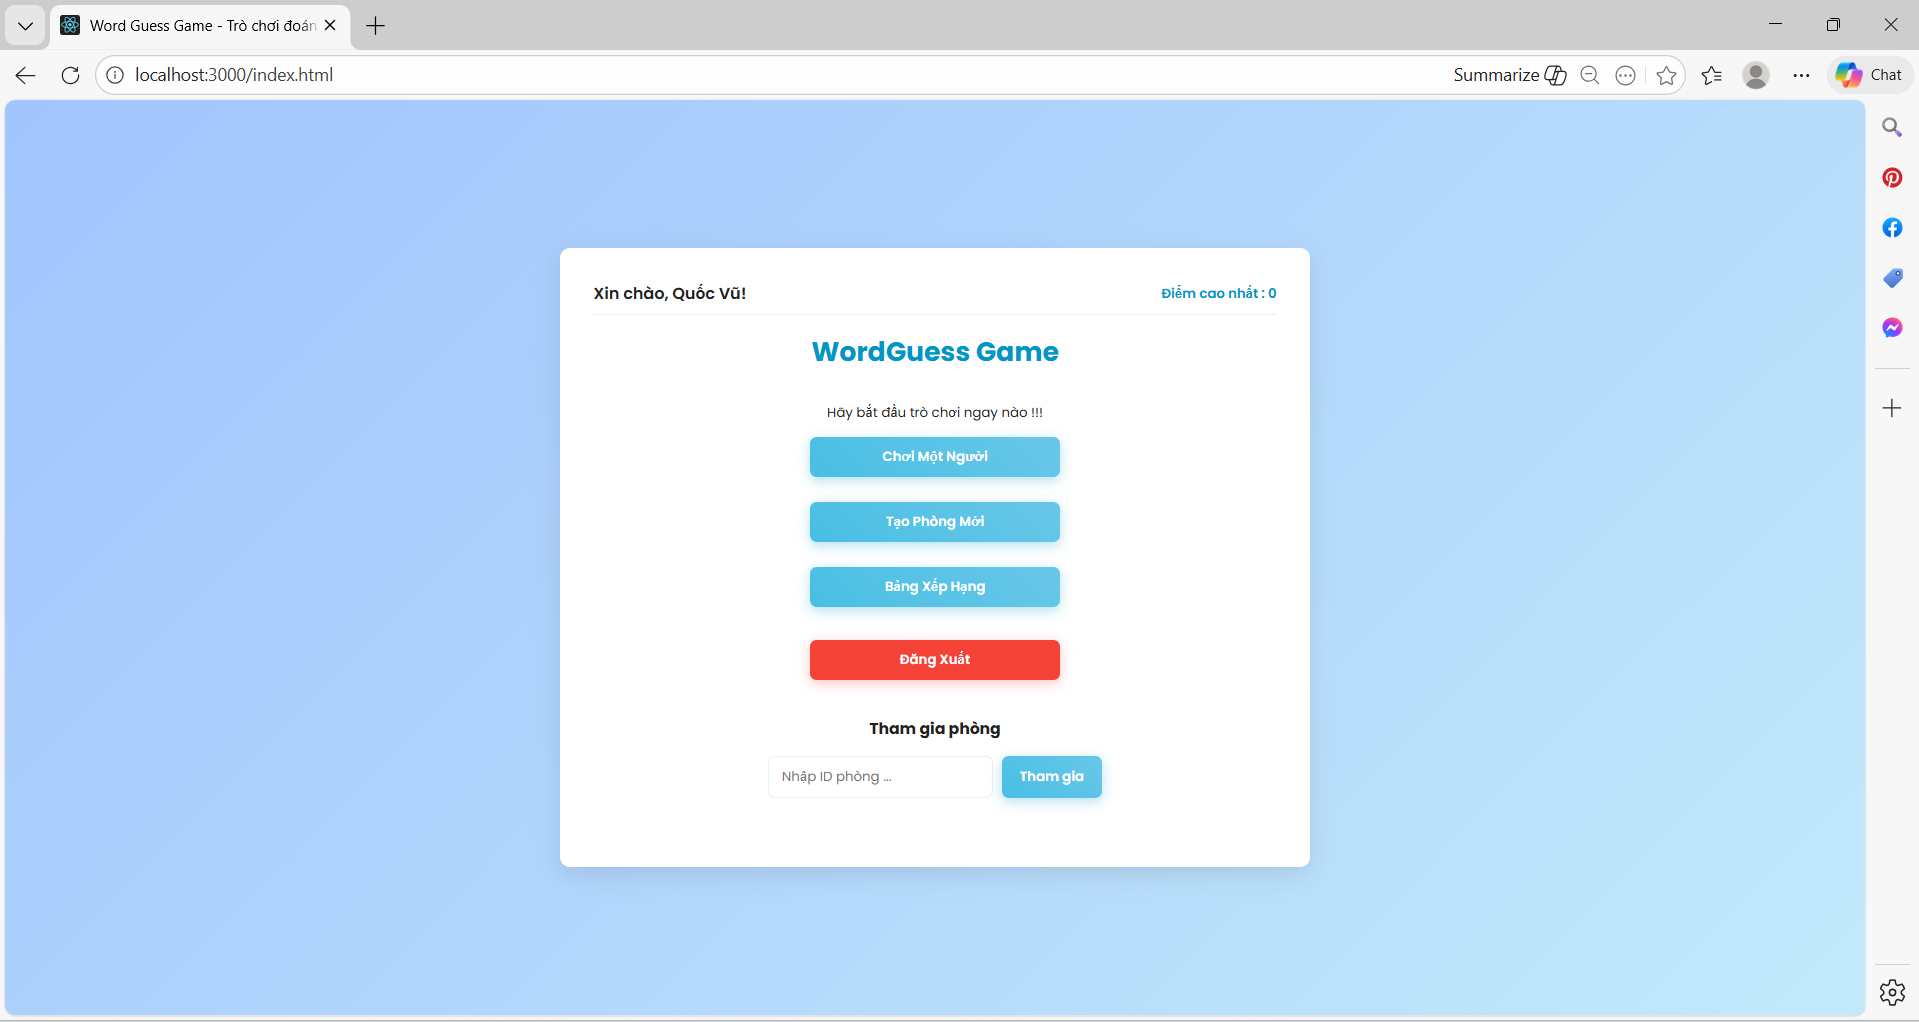 Word Guess Game - Trò chơi đoán
localhost:3000/index.html
Summarize
Chat
Xin chào, Quốc Vũ!
Điểm cao nhất : 0
WordGuess Game
Hãy bắt đầu trò chơi ngay nào !!!
Chơi Một Người
Tạo Phòng Mới
Bảng Xếp Hạng
Đăng Xuất
Tham gia phòng
Nhập ID phòng ...
Tham gia